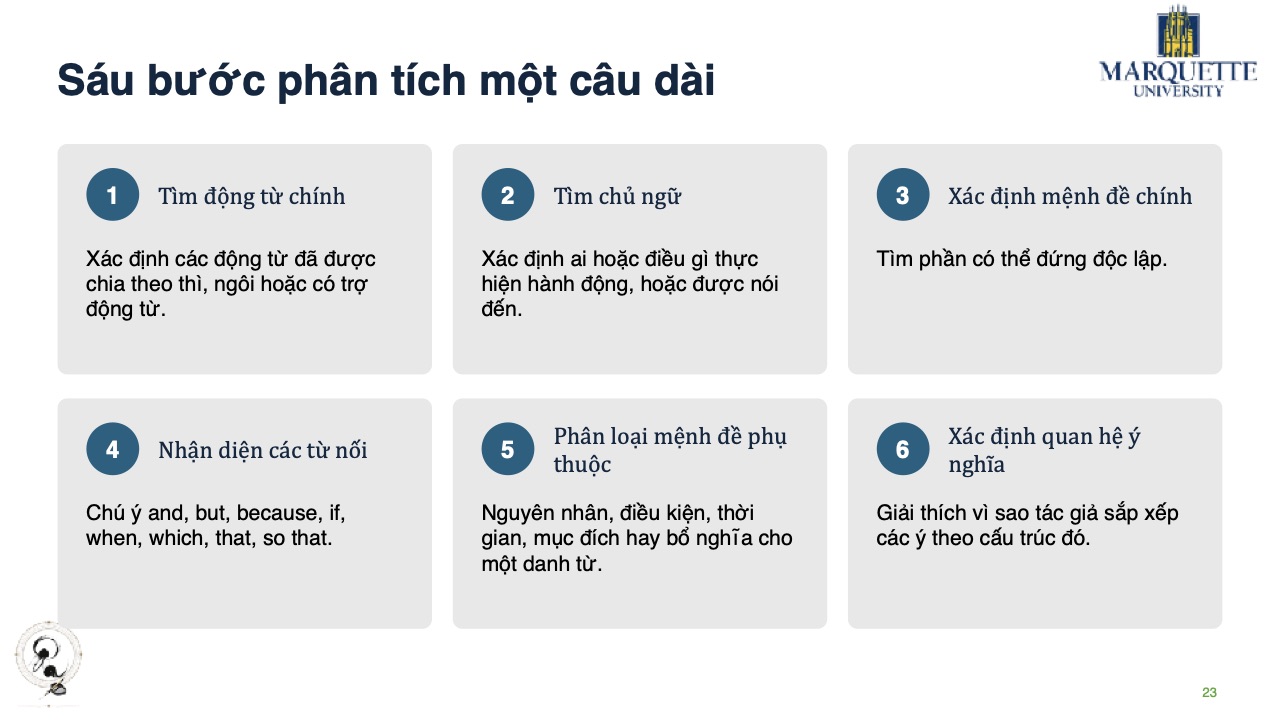 MARQUETTE
UNIVERSITY
Sáu bước phân tích một câu dài
1
Tìm động từ chính
Xác định các động từ đã được
chia theo thì, ngôi hoặc có trợ
động từ.
2
Tìm chủ ngữ
Xác định ai hoặc điều gì thực
hiện hành động, hoặc được nói
đến.
3
Xác định mệnh đề chính
Tìm phần có thể đứng độc lập.
4
Nhận diện các từ nối
Chú ý and, but, because, if,
when, which, that, so that.
5
Phân loại mệnh đề phụ
thuộc
Nguyên nhân, điều kiện, thời
gian, mục đích hay bổ nghĩa cho
một danh từ.
6
Xác định quan hệ ý
nghĩa
Giải thích vì sao tác giả sắp xếp
các ý theo cấu trúc đó.
23